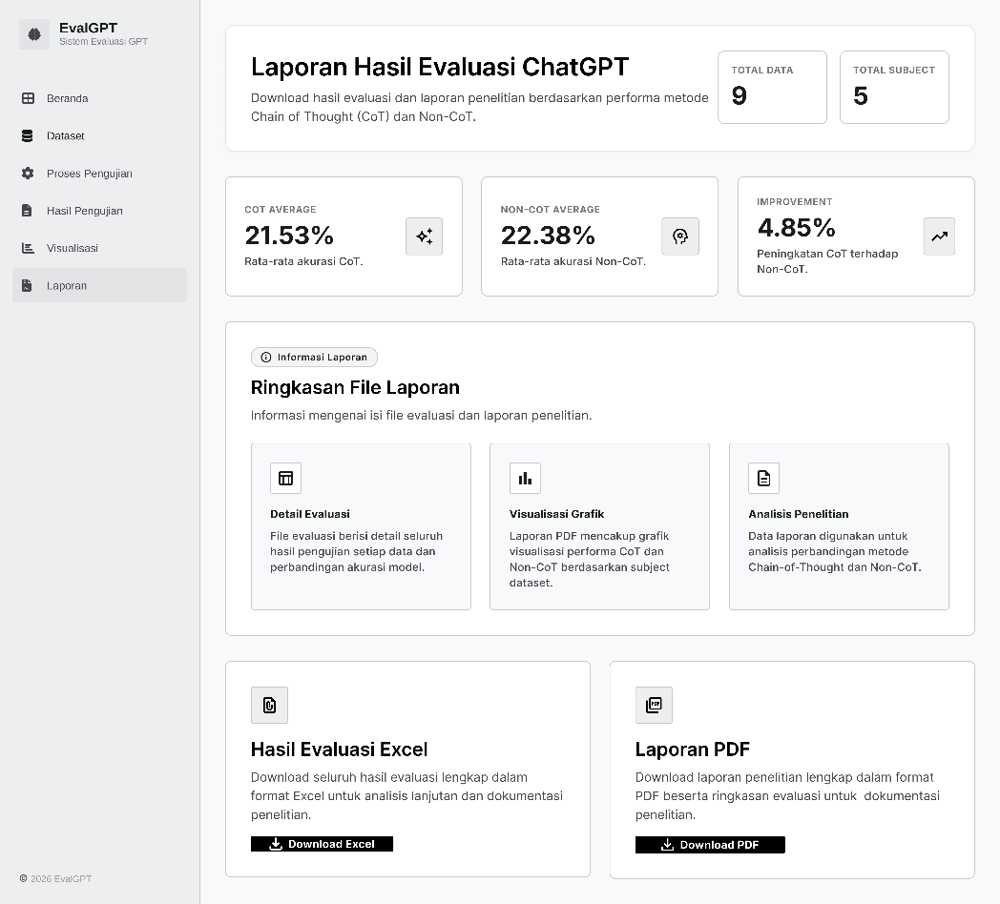 EvalGPT
Sistem Evaluasi GPT
Beranda
Dataset
Proses Pengujian
Hasil Pengujian
Visualisasi
Laporan
© 2026 EvalGPT
Laporan Hasil Evaluasi ChatGPT
Download hasil evaluasi dan laporan penelitian berdasarkan performa metode
Chain of Thought (CoT) dan Non-CoT.
TOTAL DATA
9
TOTAL SUBJECT
5
COT AVERAGE
21.53%
Rata-rata akurasi CoT.
NON-COT AVERAGE
22.38%
Rata-rata akurasi Non-CoT.
IMPROVEMENT
4.85%
Peningkatan CoT terhadap
Non-CoT.
Informasi Laporan
Ringkasan File Laporan
Informasi mengenai isi file evaluasi dan laporan penelitian.
Detail Evaluasi
File evaluasi berisi detail seluruh
hasil pengujian setiap data dan
perbandingan akurasi model.
Visualisasi Grafik
Laporan PDF mencakup grafik
visualisasi performa CoT dan
Non-CoT berdasarkan subject
dataset.
Analisis Penelitian
Data laporan digunakan untuk
analisis perbandingan metode
Chain-of-Thought dan Non-CoT.
Hasil Evaluasi Excel
Download seluruh hasil evaluasi lengkap dalam
format Excel untuk analisis lanjutan dan dokumentasi
penelitian.
Download Excel
PDF
Laporan PDF
Download laporan penelitian lengkap dalam format
PDF beserta ringkasan evaluasi untuk  dokumentasi
penelitian.
Download PDF